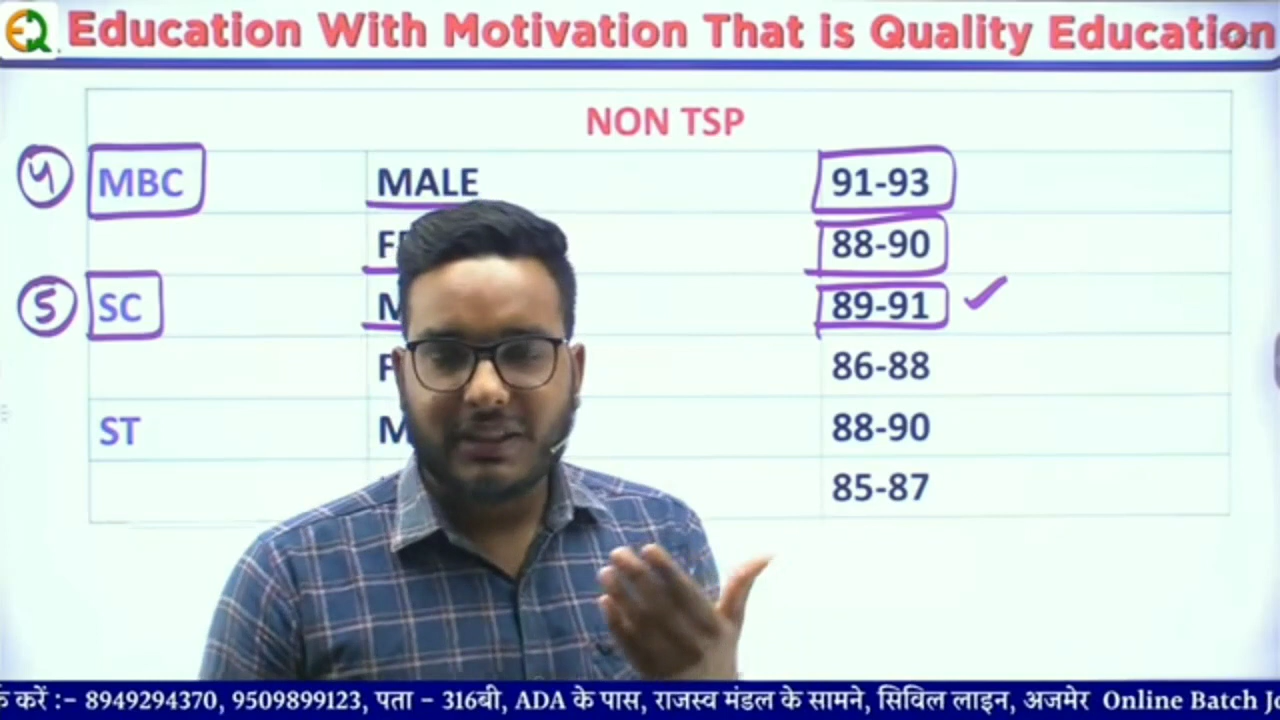 EQ
Education With Motivation That is Quality Education
NON TSP
4 MBC MALE 91-93
88-90
5 SC 89-91
86-88
ST 88-90
85-87
करें :– 8949294370, 9509899123, पता – 316बी, ADA के पास, राजस्व मंडल के सामने, सिविल लाइन, अजमेर Online Batch